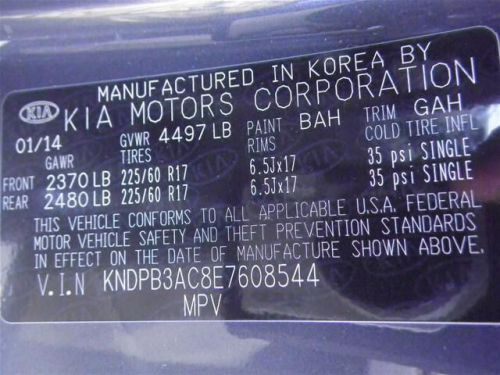 MANUFACTURED IN KOREA BY
KIA KIA MOTORS CORPORATION
01/14 GVWR 4497 LB PAINT BAH TRIM GAH
GAWR TIRES RIMS COLD TIRE INFL
FRONT 2370 LB 225/60 R17 6.5Jx17 35 psi SINGLE
REAR 2480 LB 225/60 R17 6.5Jx17 35 psi SINGLE
THIS VEHICLE CONFORMS TO ALL APPLICABLE U.S.A. FEDERAL
MOTOR VEHICLE SAFETY AND THEFT PREVENTION STANDARDS
IN EFFECT ON THE DATE OF MANUFACTURE SHOWN ABOVE.
V.I.N KNDPB3AC8E7608544
MPV